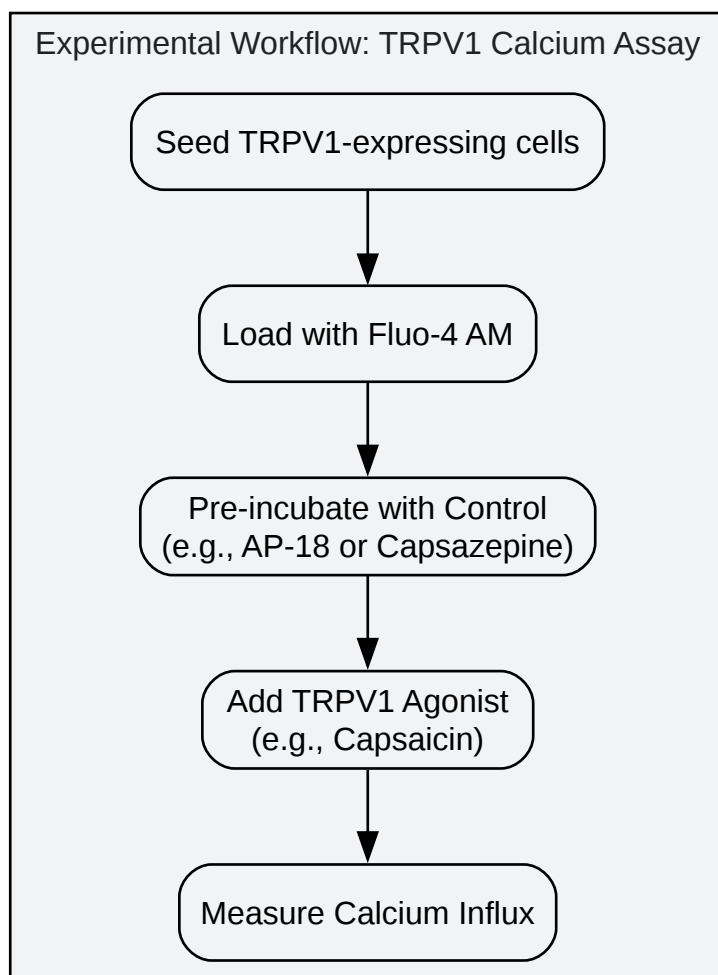 Experimental Workflow: TRPV1 Calcium Assay
Seed TRPV1-expressing cells
Load with Fluo-4 AM
Pre-incubate with Control
(e.g., AP-18 or Capsazepine)
Add TRPV1 Agonist
(e.g., Capsaicin)
Measure Calcium Influx